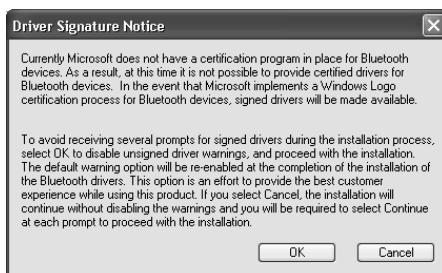 Driver Signature Notice
Currently Microsoft does not have a certification program in place for Bluetooth
devices. As a result, at this time it is not possible to provide certified drivers for
Bluetooth devices.  In the event that Microsoft implements a Windows Logo
certification process for Bluetooth devices, signed drivers will be made available.
To avoid receiving several prompts for signed drivers during the installation process,
select OK to disable unsigned driver warnings, and proceed with the installation.
The default warning option will be re-enabled at the completion of the installation of
the Bluetooth drivers. This option is an effort to provide the best customer
experience while using this product. If you select Cancel, the installation will
continue without disabling the warnings and you will be required to select Continue
at each prompt to proceed with the installation.
OK
Cancel